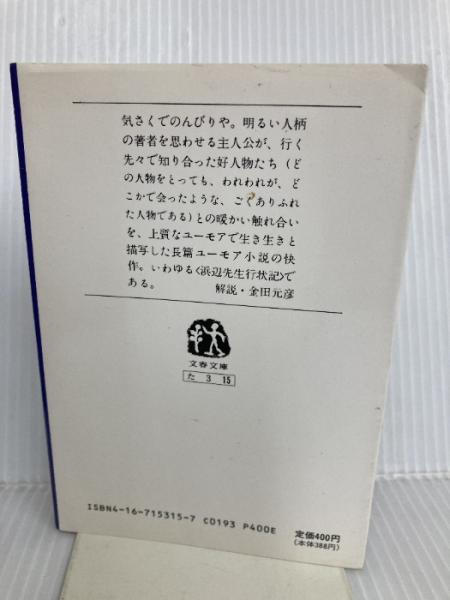 気さくでのんびりや。明るい人柄
の著者を思わせる主人公が、行く
先々で知り合った好人物たち（ど
の人物をとっても、われわれが、ど
こかで会ったような、ごくありふれ
た人物である）との暖かい触れ合い
を、上質なユーモアで生き生きと
描写した長篇ユーモア小説の快
作。いわゆる〈浜辺先生行状記〉で
ある。 解説・金田元彦
文春文庫
た 3 15
ISBN4-16-715315-7 C0193 P400E
定価400円
（本体388円）